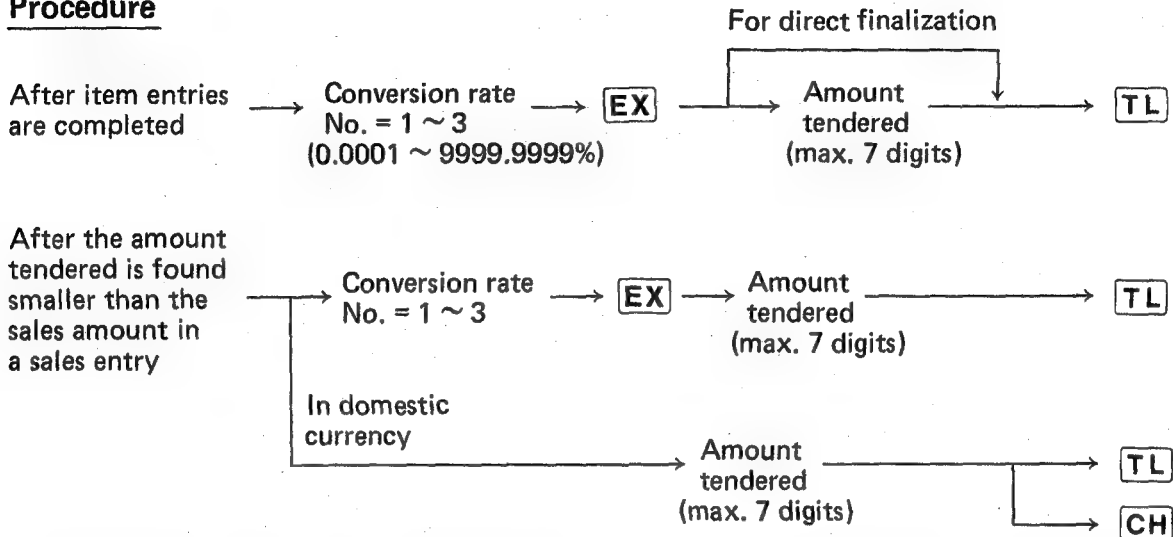 Procedure
For direct finalization
After item entries
are completed
Conversion rate
No. = 1 ~ 3
(0.0001 ~ 9999.9999%)
EX
Amount
tendered
(max. 7 digits)
TL
After the amount
tendered is found
smaller than the
sales amount in
a sales entry
Conversion rate
No. = 1 ~ 3
EX
Amount
tendered
(max. 7 digits)
TL
In domestic
currency
Amount
tendered
(max. 7 digits)
TL
CH